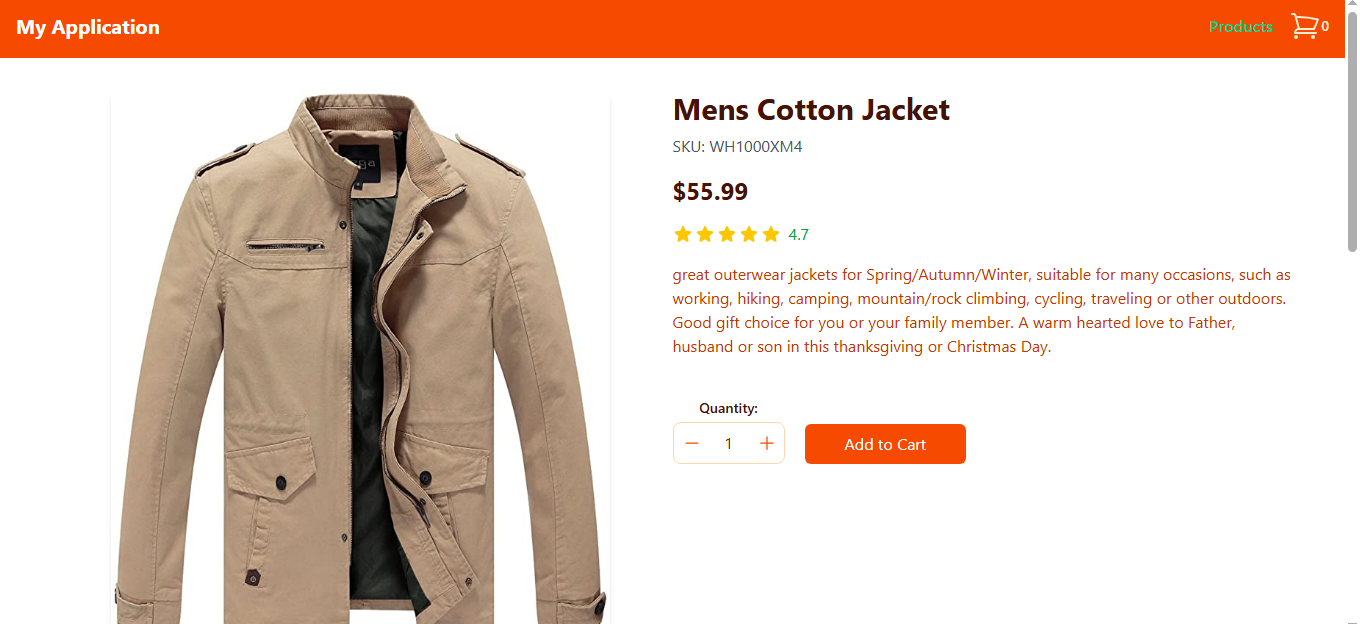 My Application
Products
0
Mens Cotton Jacket
SKU: WH1000XM4
$55.99
4.7
great outerwear jackets for Spring/Autumn/Winter, suitable for many occasions, such as
working, hiking, camping, mountain/rock climbing, cycling, traveling or other outdoors.
Good gift choice for you or your family member. A warm hearted love to Father,
husband or son in this thanksgiving or Christmas Day.
Quantity:
1
Add to Cart